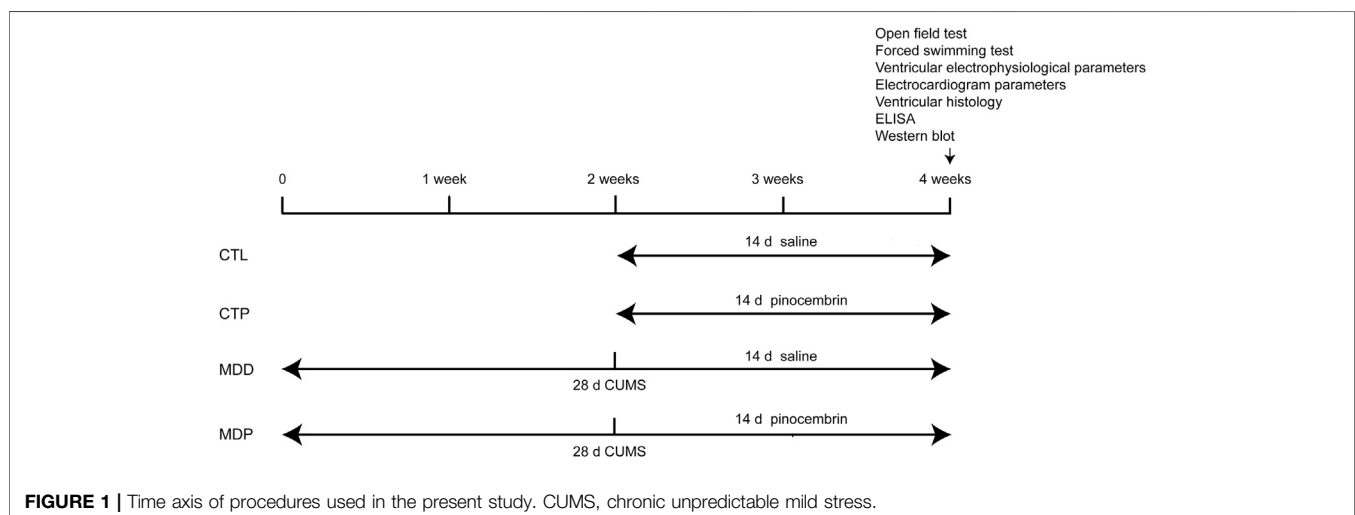 Open field test
Forced swimming test
Ventricular electrophysiological parameters
Electrocardiogram parameters
Ventricular histology
ELISA
Western blot
0 1 week 2 weeks 3 weeks 4 weeks
CTL 14 d saline
CTP 14 d pinocembrin
MDD 14 d saline
28 d CUMS
MDP 14 d pinocembrin
28 d CUMS
FIGURE 1 | Time axis of procedures used in the present study. CUMS, chronic unpredictable mild stress.